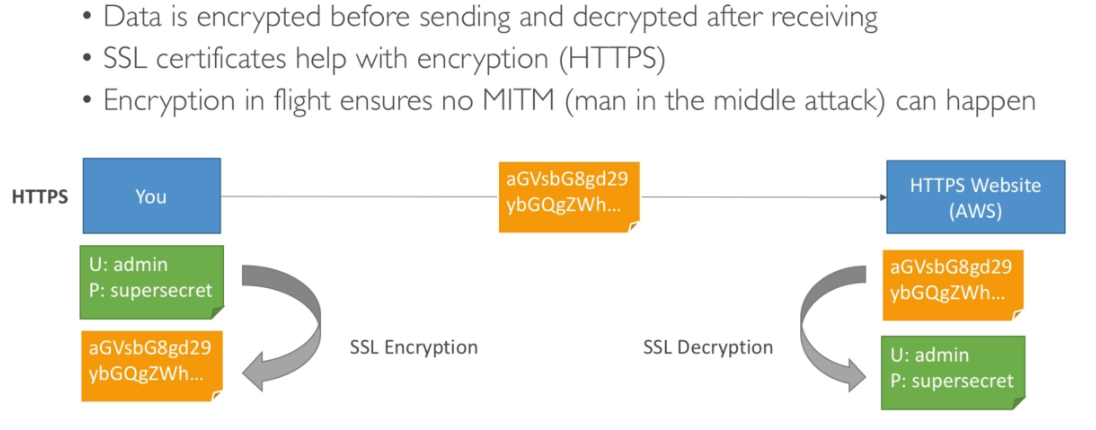 • Data is encrypted before sending and decrypted after receiving
• SSL certificates help with encryption (HTTPS)
• Encryption in flight ensures no MITM (man in the middle attack) can happen
HTTPS
You
aGVsbG8gd29
ybGQgZWh...
HTTPS Website
(AWS)
U: admin
P: supersecret
aGVsbG8gd29
ybGQgZWh...
SSL Encryption
SSL Decryption
aGVsbG8gd29
ybGQgZWh...
U: admin
P: supersecret